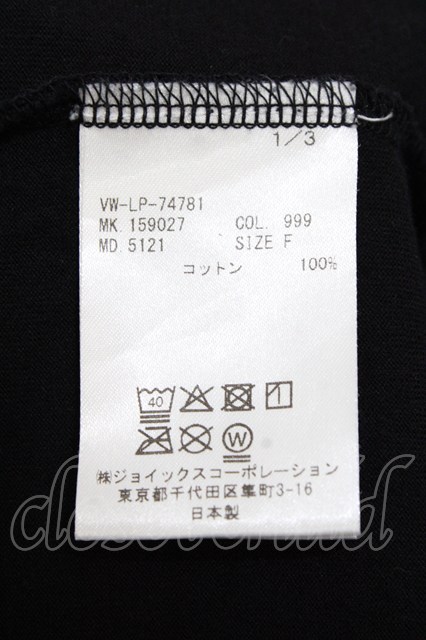 1/3
VW-LP-74781
MK. 159027 COL. 999
MD. 5121 SIZE F
コットン 100%
40
1
W
㈱ジョイックスコーポレーション
東京都千代田区隼町3-16
日本製
closetchild